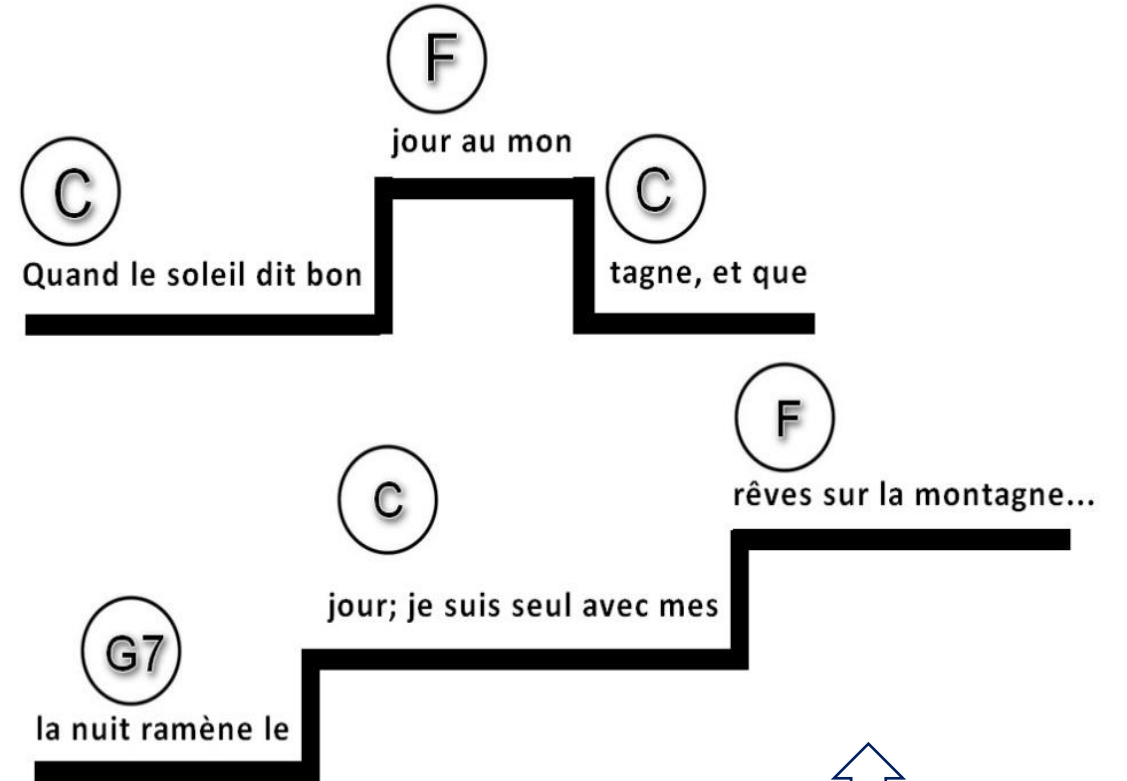 F
jour au mon
C
C
Quand le soleil dit bon
tagne, et que
F
rêves sur la montagne...
C
jour; je suis seul avec mes
G7
la nuit ramène le